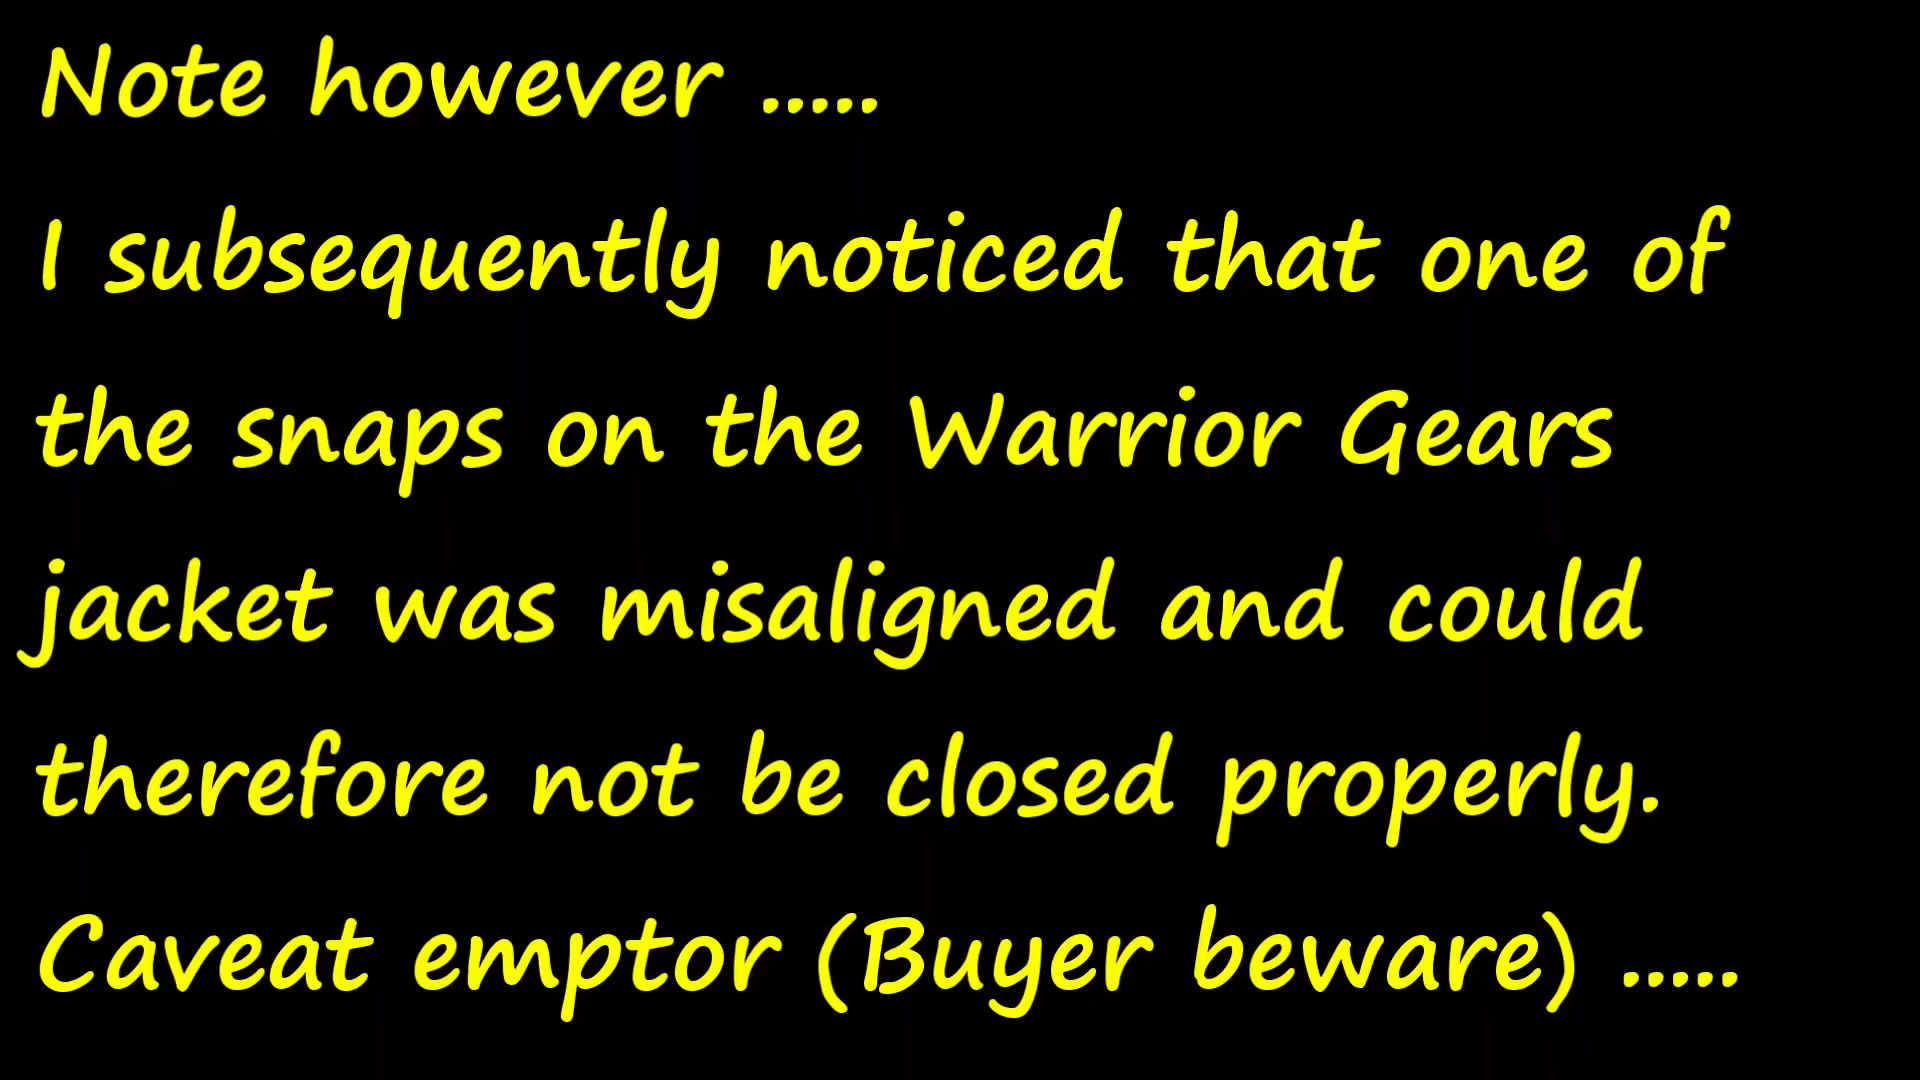 Note however .....
I subsequently noticed that one of
the snaps on the Warrior Gears
jacket was misaligned and could
therefore not be closed properly.
Caveat emptor (Buyer beware) .....